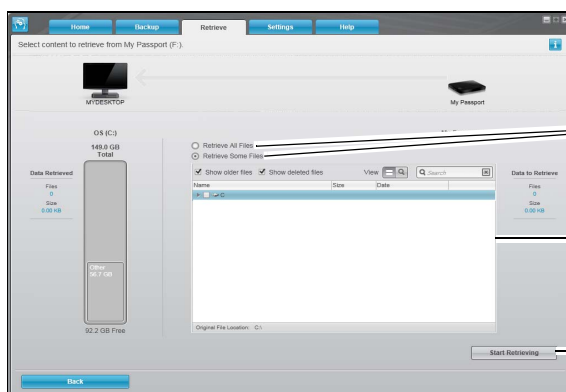 Home Backup Retrieve Settings Help
Select content to retrieve from My Passport (F:).
MYDESKTOP
My Passport
OS (C:)
149.0 GB
Total
Retrieve All Files
Retrieve Some Files
Show older files Show deleted files View Search
Name Size Date
C
Data Retrieved
Files
0
Size
0.00 KB
Data to Retrieve
Files
0
Size
0.00 KB
Other
56.7 GB
92.2 GB Free
Original File Location: C:\
Start Retrieving
Back